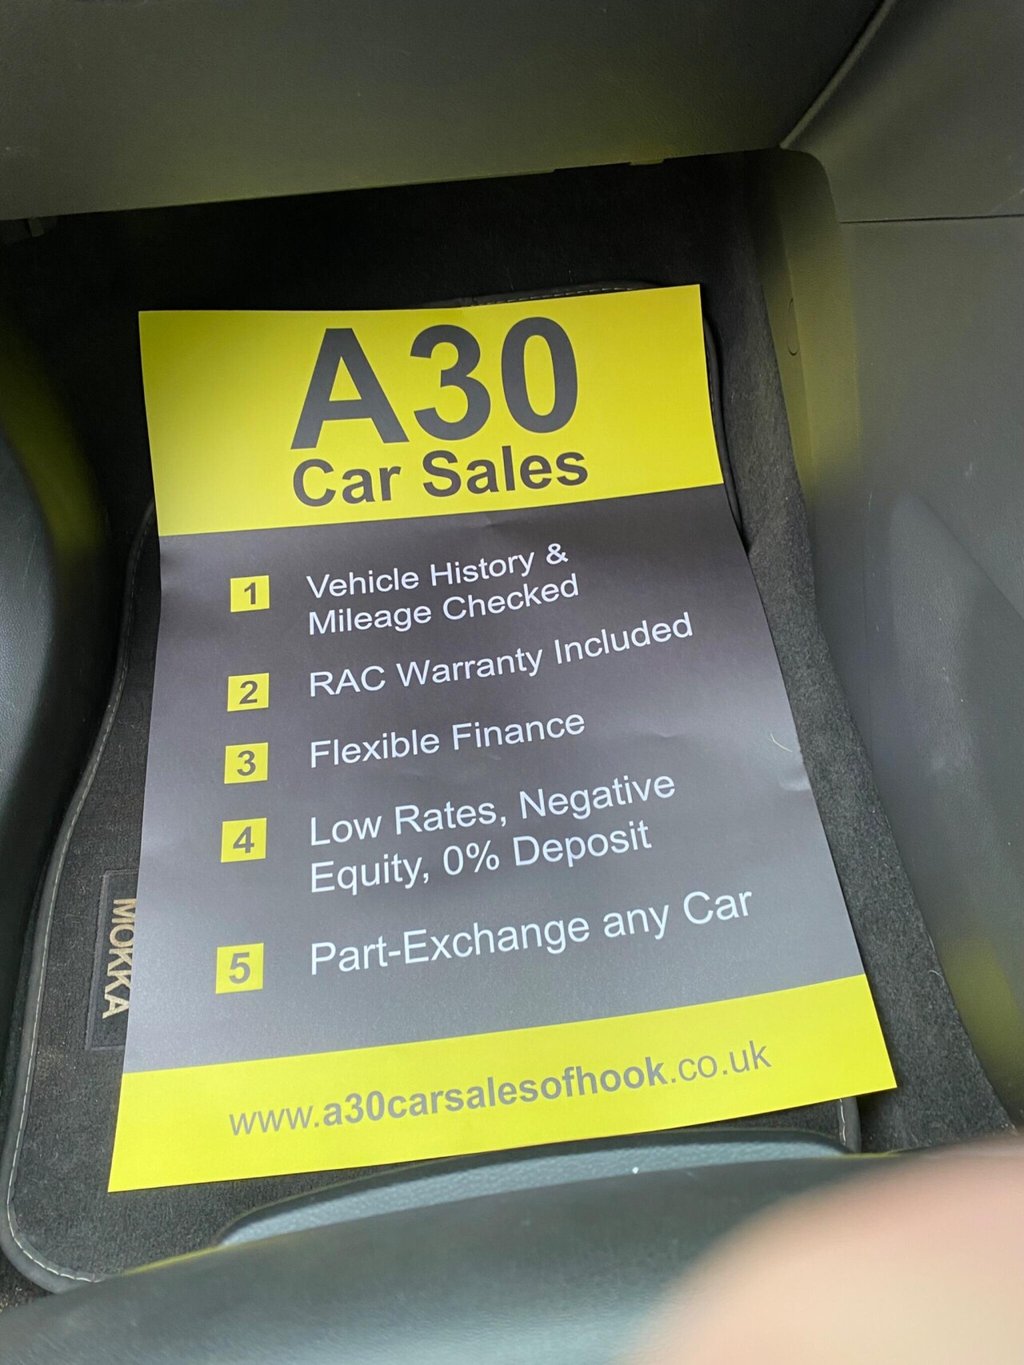 A30
Car Sales
1 Vehicle History &
Mileage Checked
2 RAC Warranty Included
3 Flexible Finance
4 Low Rates, Negative
Equity, 0% Deposit
5 Part-Exchange any Car
www.a30carsalesofhook.co.uk
MOKKA